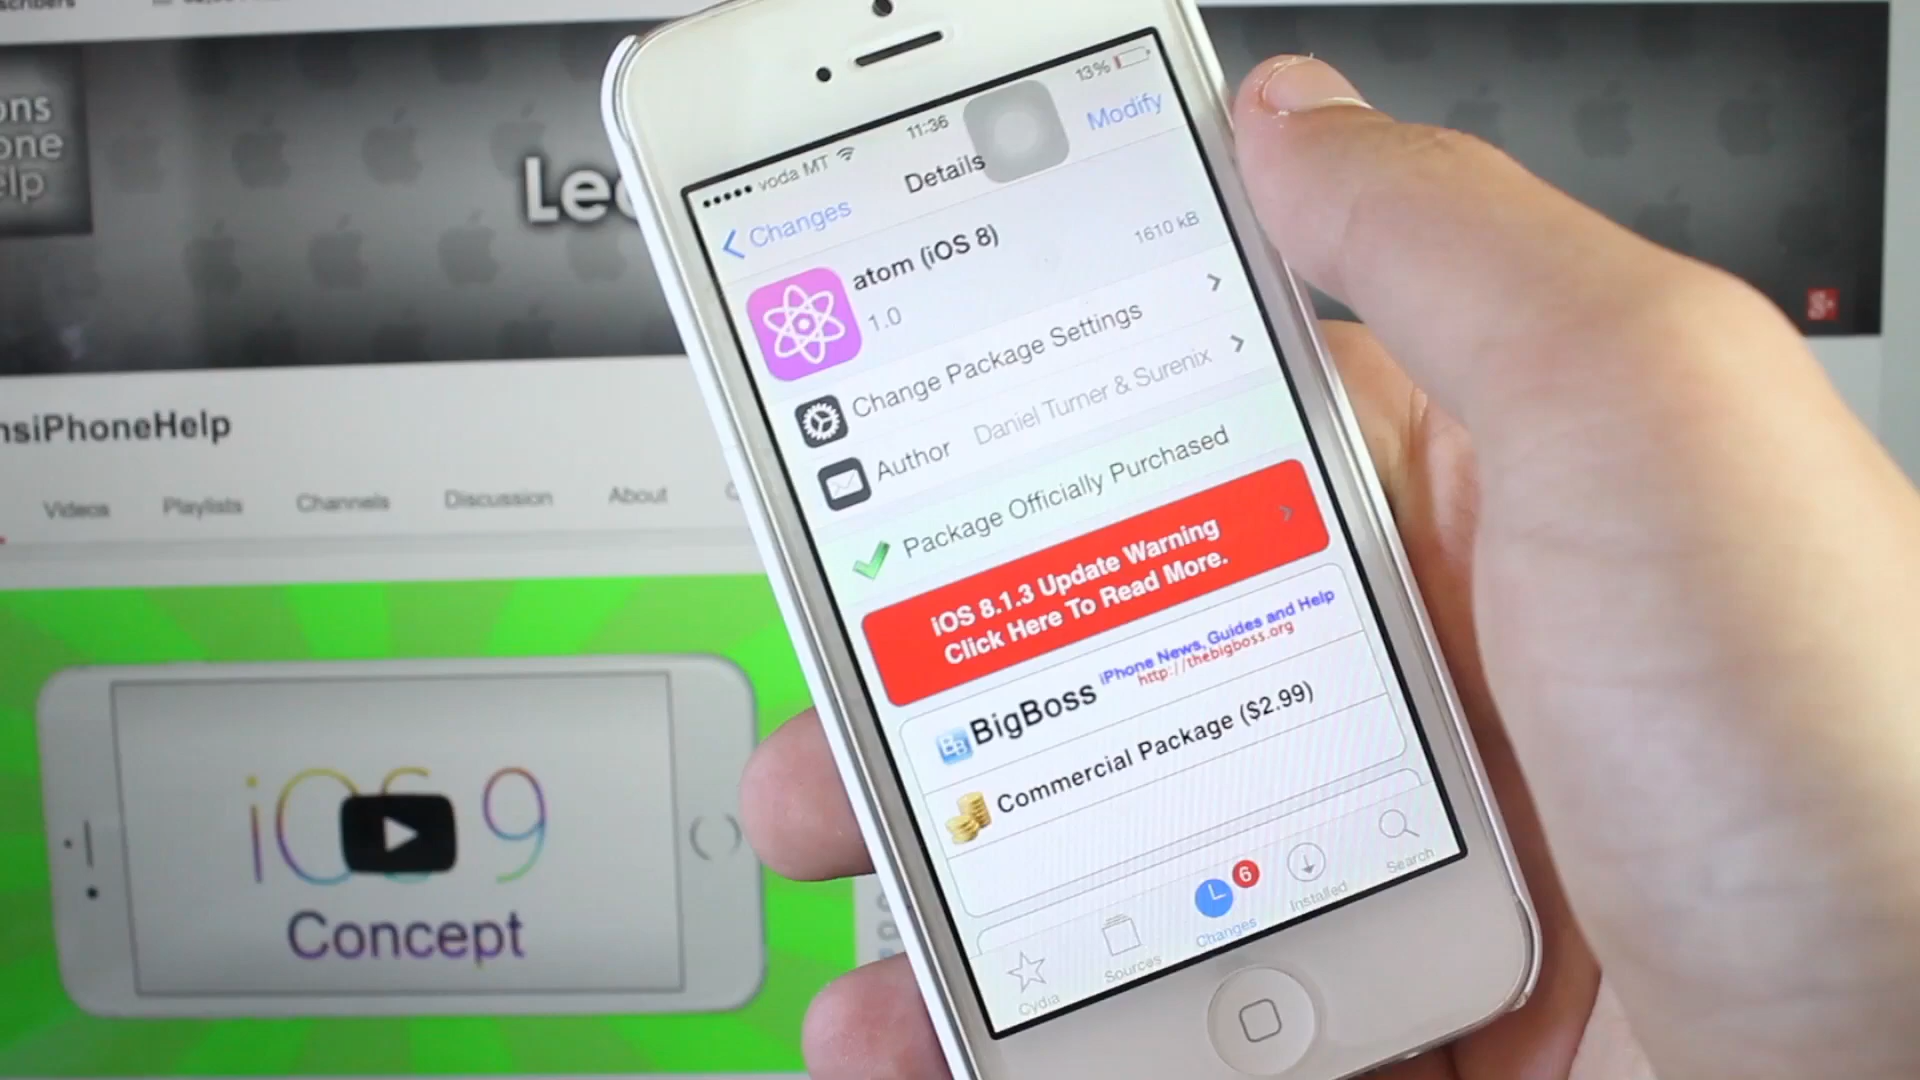 ons
one
elp
Leo
nsiPhoneHelp
Videos
Playlists
Channels
Discussion
About
iOS 9
Concept
voda MT
11:36
13%
Changes
Details
Modify
atom (iOS 8)
1.0
1610 kB
Change Package Settings
Author
Daniel Turner & Surenix
Package Officially Purchased
iOS 8.1.3 Update Warning
Click Here To Read More.
BigBoss
iPhone News, Guides and Help
http://thebigboss.org
Commercial Package ($2.99)
Cydia
Sources
Changes
6
Installed
Search